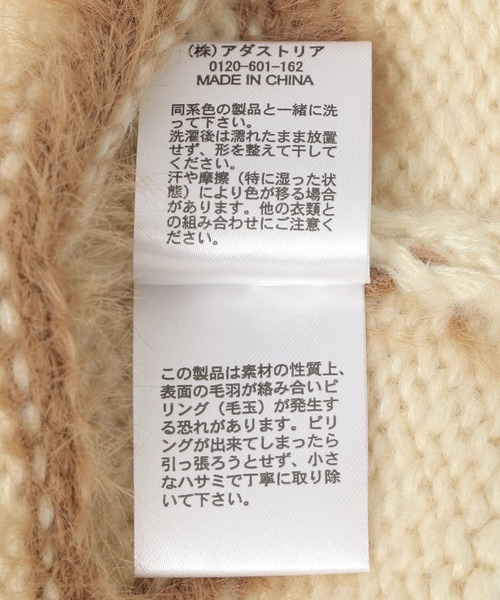 (株)アダストリア
0120-601-162
MADE IN CHINA
同系色の製品と一緒に洗
って下さい。
洗濯後は濡れたまま放置
せず、形を整えて干して
ください。
汗や摩擦（特に湿った状
態）により色が移る場合
があります。他の衣類と
の組み合わせにご注意く
ださい。
この製品は素材の性質上、
表面の毛羽が絡み合いピ
リング（毛玉）が発生す
る恐れがあります。ピリ
ングが出来てしまったら
引っ張ろうとせず、小さ
なハサミで丁寧に取り除
いて下さい。